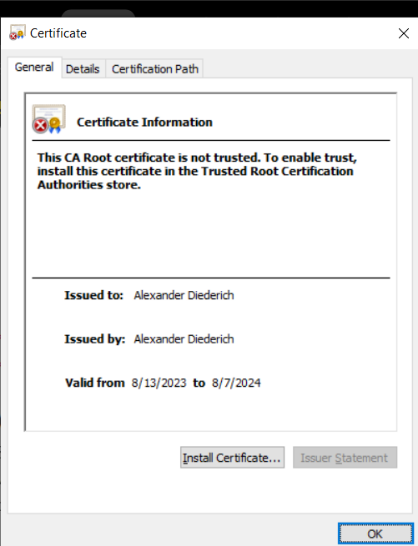 Certificate
General Details Certification Path
Certificate Information
This CA Root certificate is not trusted. To enable trust,
install this certificate in the Trusted Root Certification
Authorities store.
Issued to: Alexander Diederich
Issued by: Alexander Diederich
Valid from 8/13/2023 to 8/7/2024
Install Certificate... Issuer Statement
OK